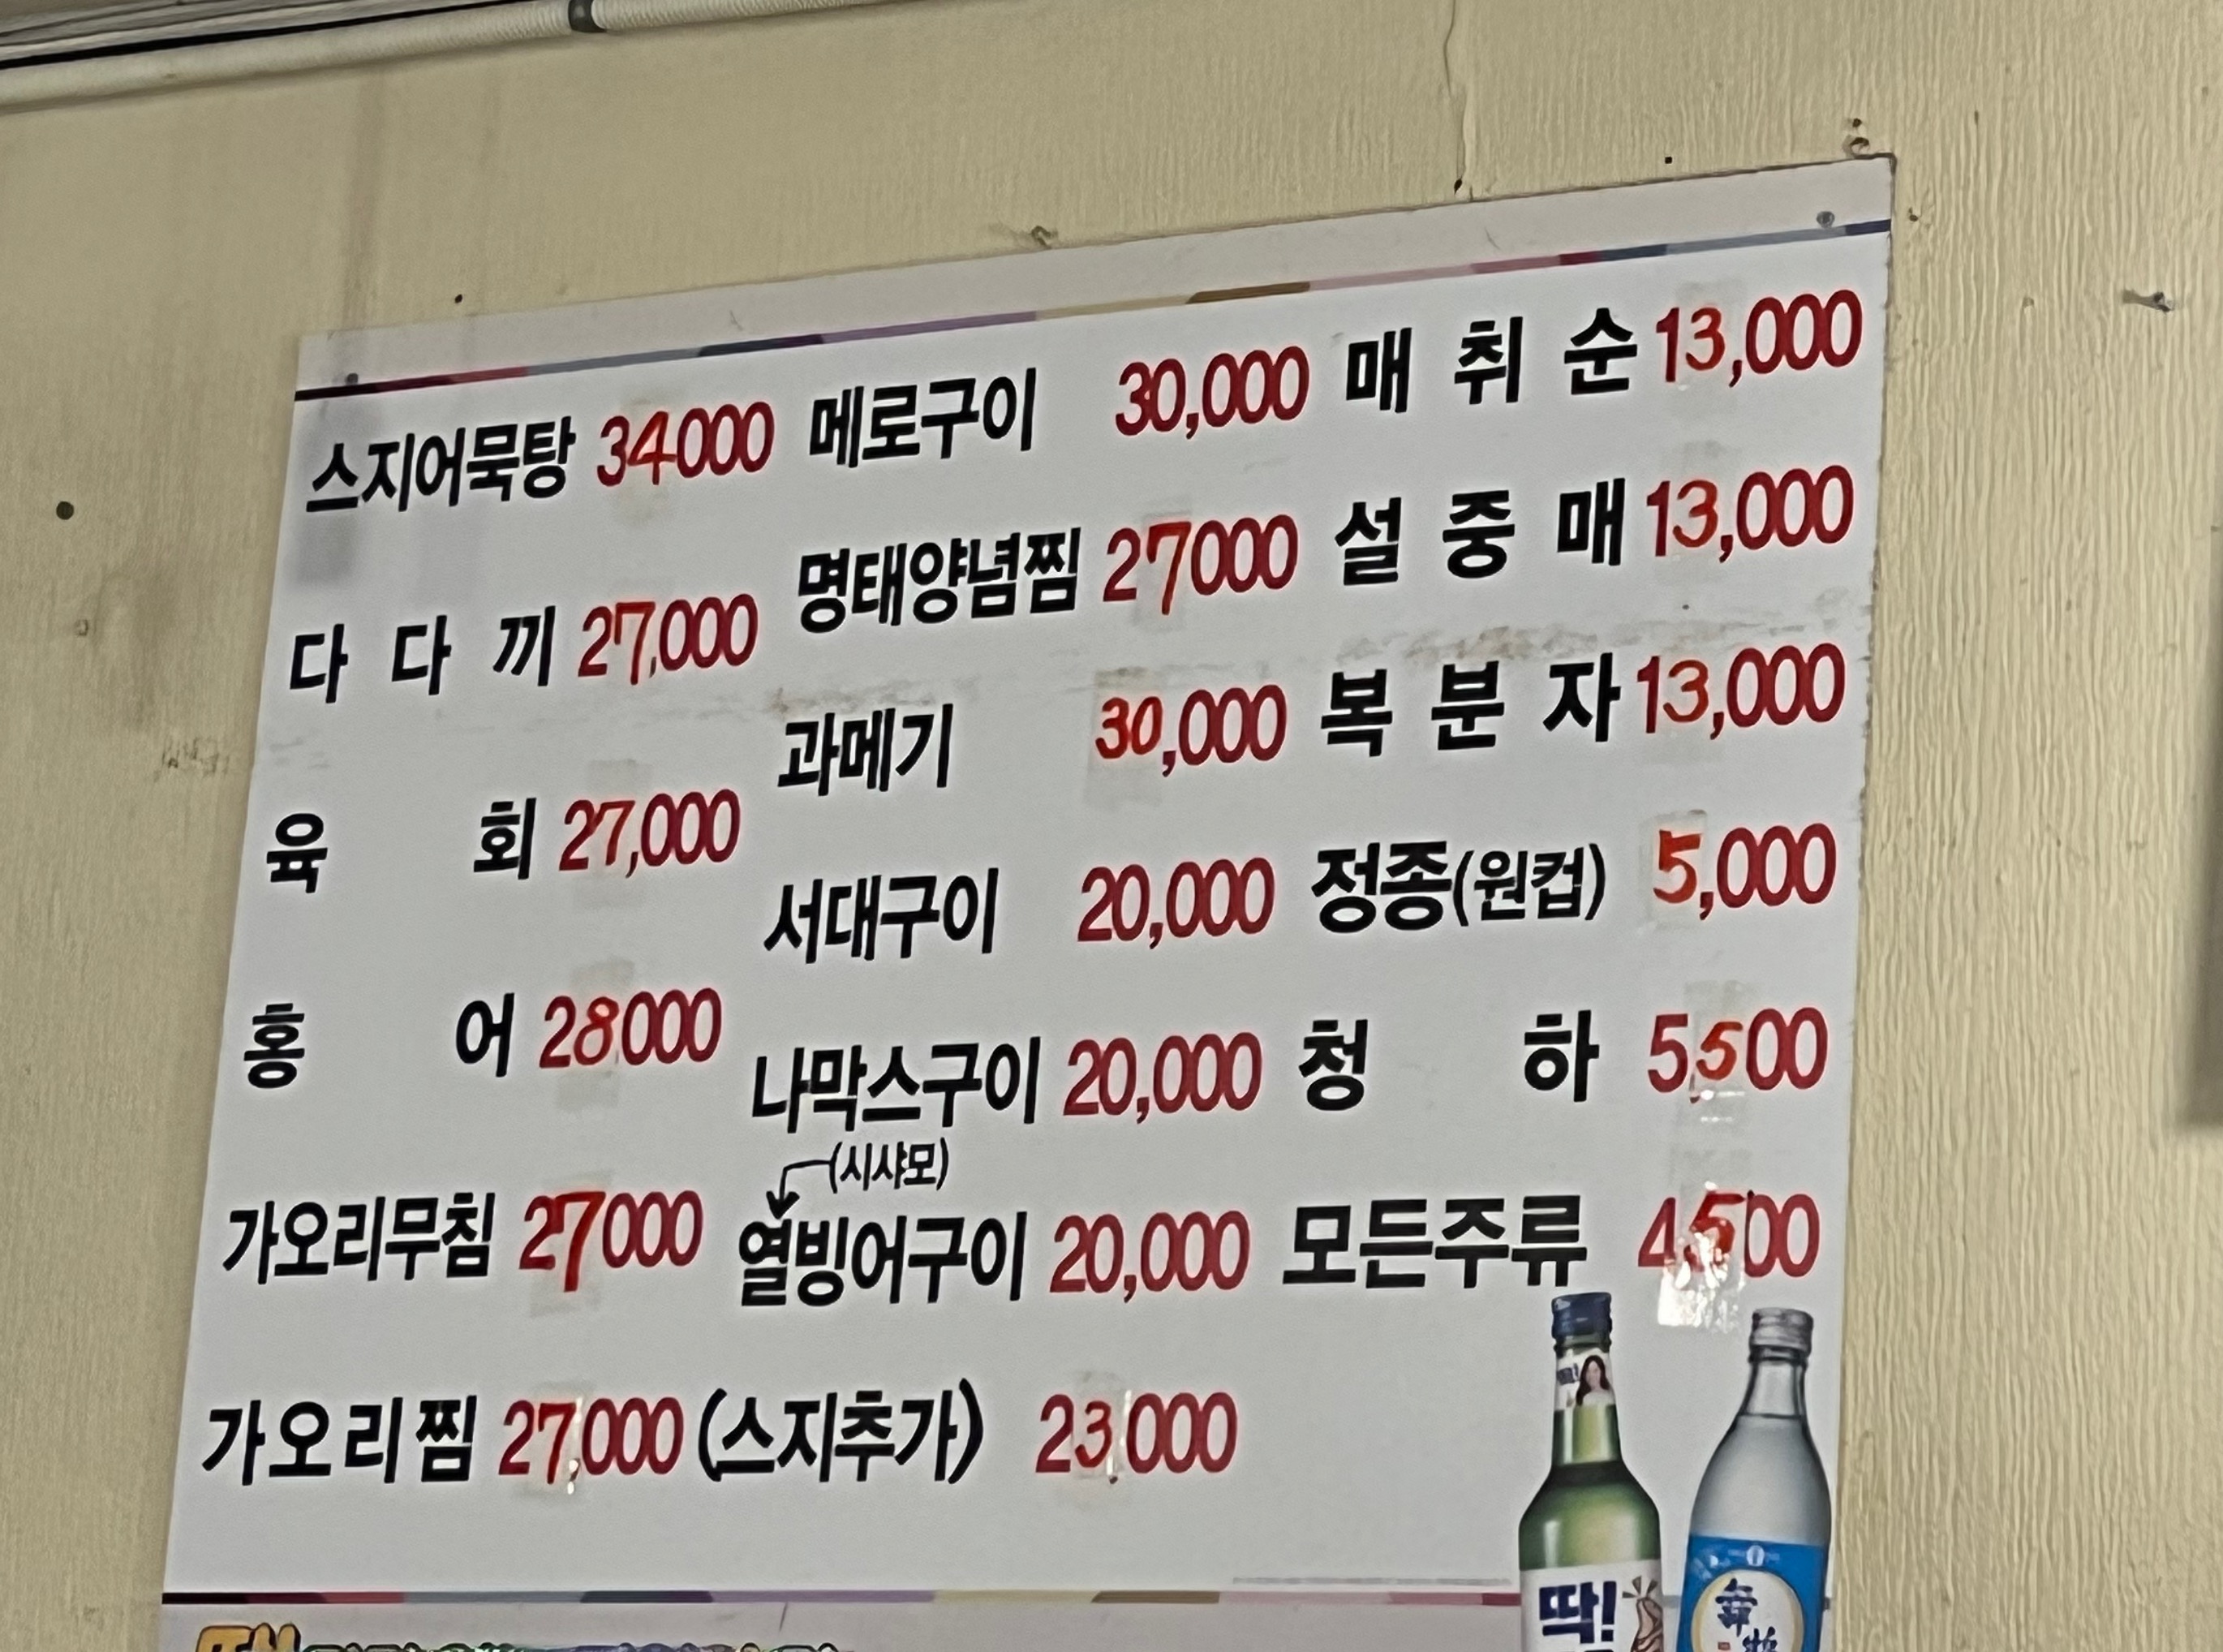 스지어묵탕 34000
다다끼 27,000
육회 27,000
홍어 28,000
가오리무침 27000
가오리찜 27,000
메로구이 30,000
명태양념찜 27000
과메기 30,000
서대구이 20,000
나막스구이 20,000
(시샤모)
열빙어구이 20,000
(스지추가) 23,000
매취순 13,000
설중매 13,000
복분자 13,000
정종(원컵) 5,000
청하 5,500
모든주류 4500
딱!